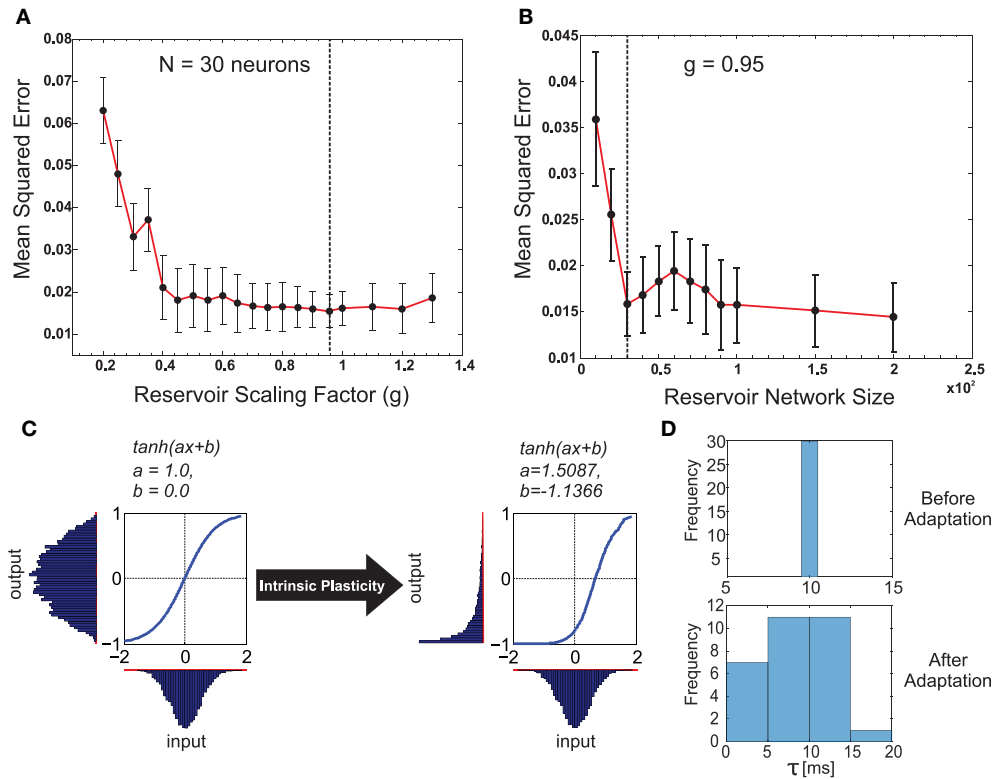 A
0.08
0.07
0.06
0.05
0.04
0.03
0.02
0.01
Mean Squared Error
N = 30 neurons
0.2 0.4 0.6 0.8 1 1.2 1.4
Reservoir Scaling Factor (g)
B
0.045
0.04
0.035
0.03
0.025
0.02
0.015
0.01
Mean Squared Error
g = 0.95
0 0.5 1 1.5 2 2.5
x10²
Reservoir Network Size
C
tanh(ax+b)
a = 1.0,
b = 0.0
output
1
0
−1
−2 0 2
input
Intrinsic Plasticity
tanh(ax+b)
a=1.5087,
b=-1.1366
output
1
0
−1
−2 0 2
input
D
Frequency
30
25
20
15
10
5
5 10 15
Before
Adaptation
Frequency
12
10
8
6
4
2
0
0 5 10 15 20
τ [ms]
After
Adaptation